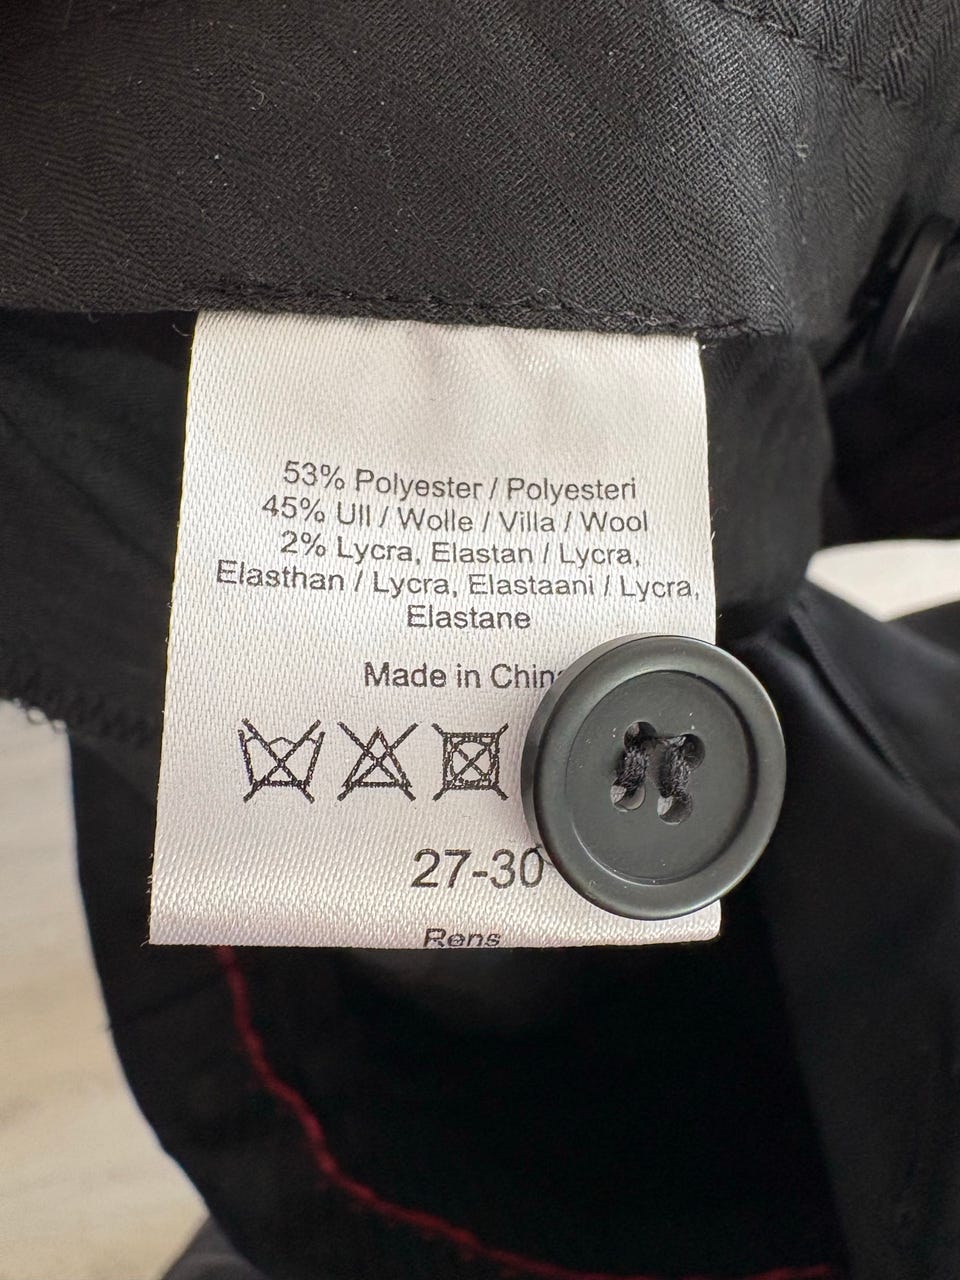 53% Polyester / Polyesteri
45% Ull / Wolle / Villa / Wool
2% Lycra, Elastan / Lycra,
Elasthan / Lycra, Elastaani / Lycra,
Elastane
Made in China
27-30
Rens